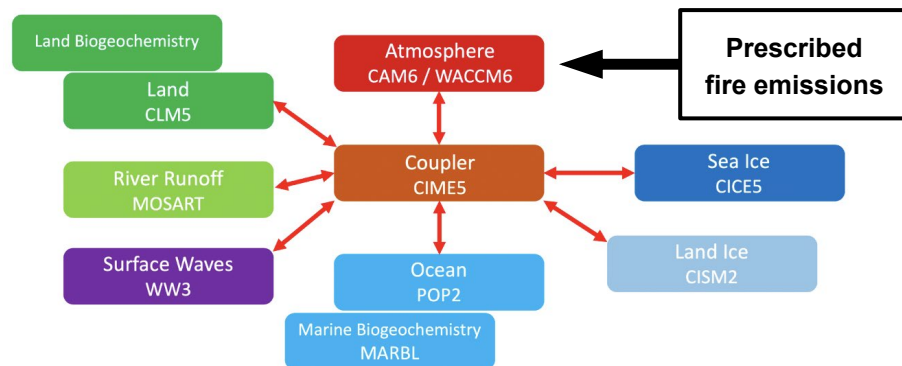 Land Biogeochemistry
Land
CLM5
Atmosphere
CAM6 / WACCM6
Prescribed
fire emissions
River Runoff
MOSART
Coupler
CIME5
Sea Ice
CICE5
Surface Waves
WW3
Ocean
POP2
Land Ice
CISM2
Marine Biogeochemistry
MARBL